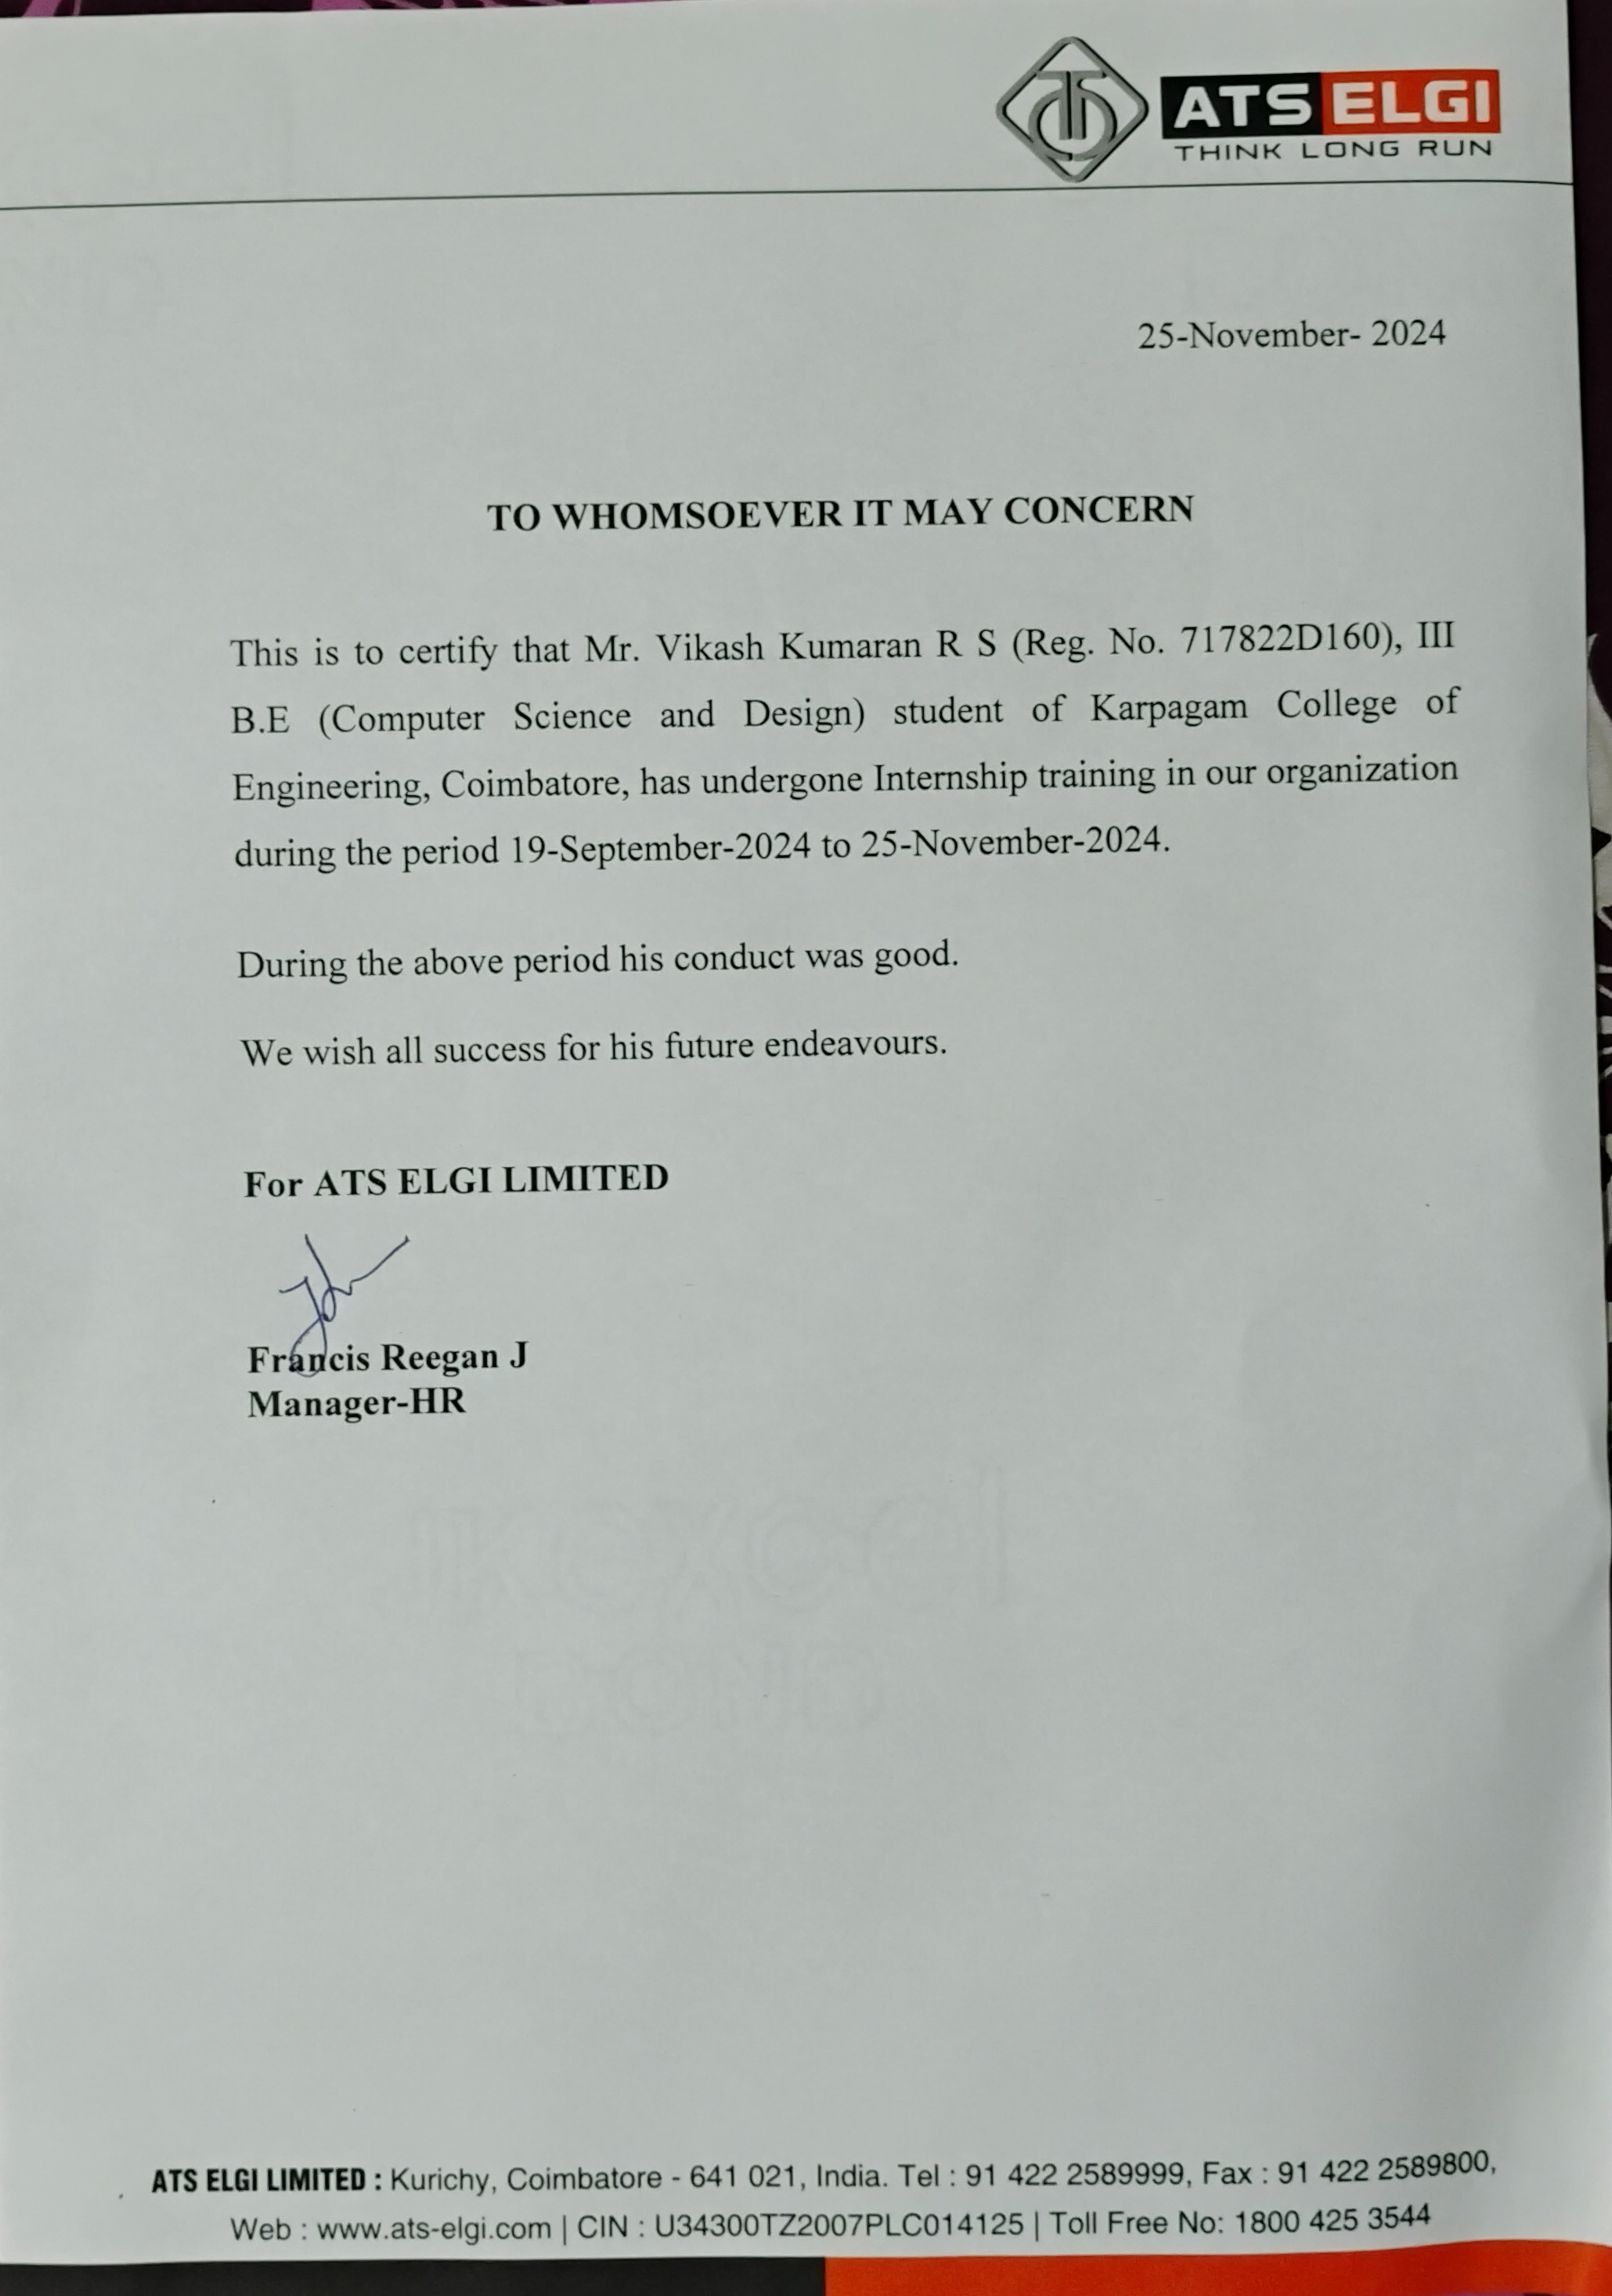 ATS ELGI
THINK LONG RUN
25-November- 2024
TO WHOMSOEVER IT MAY CONCERN
This is to certify that Mr. Vikash Kumaran R S (Reg. No. 717822D160), III
B.E (Computer Science and Design) student of Karpagam College of
Engineering, Coimbatore, has undergone Internship training in our organization
during the period 19-September-2024 to 25-November-2024.
During the above period his conduct was good.
We wish all success for his future endeavours.
For ATS ELGI LIMITED
Francis Reegan J
Manager-HR
ATS ELGI LIMITED : Kurichy, Coimbatore - 641 021, India. Tel : 91 422 2589999, Fax : 91 422 2589800,
Web : www.ats-elgi.com | CIN : U34300TZ2007PLC014125 | Toll Free No: 1800 425 3544